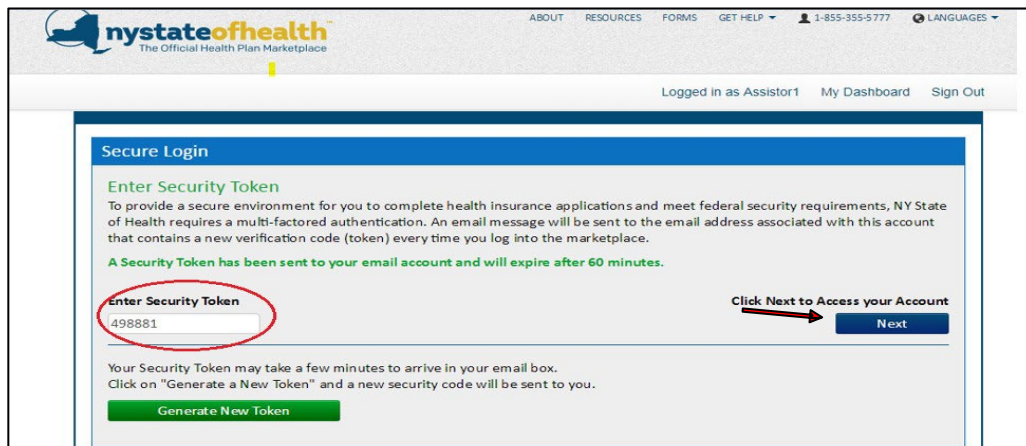 ABOUT RESOURCES FORMS GET HELP 1-855-355-5777 LANGUAGES
nystateofhealth™
The Official Health Plan Marketplace
Logged in as Assistor1 My Dashboard Sign Out
Secure Login
Enter Security Token
To provide a secure environment for you to complete health insurance applications and meet federal security requirements, NY State
of Health requires a multi-factored authentication. An email message will be sent to the email address associated with this account
that contains a new verification code (token) every time you log into the marketplace.
A Security Token has been sent to your email account and will expire after 60 minutes.
Enter Security Token
498881
Click Next to Access your Account
Next
Your Security Token may take a few minutes to arrive in your email box.
Click on "Generate a New Token" and a new security code will be sent to you.
Generate New Token